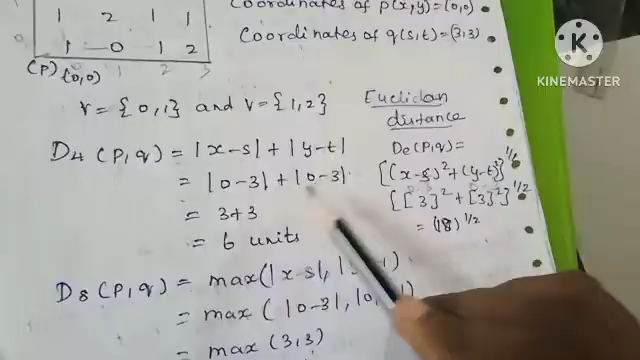 1 2 1 1
0 1 0 1 2
(P) (0,0) 1 2 3
Coordinates of p(x,y)=(0,0)
Coordinates of q(s,t)=(3,3)
V={0,1} and V={1,2}
D4(P,q) = |x-s|+|y-t|
= |0-3|+|0-3|
= 3+3
= 6 units
D8(P,q) = max(|x-s|,
= max(|0-3|,
= max(3,3)
Euclidean
distance
De(P,q)=
[(x-s)²+(y-t)²]^1/2
[[3]²+[3]²]^1/2
= (18)^1/2
KINEMASTER